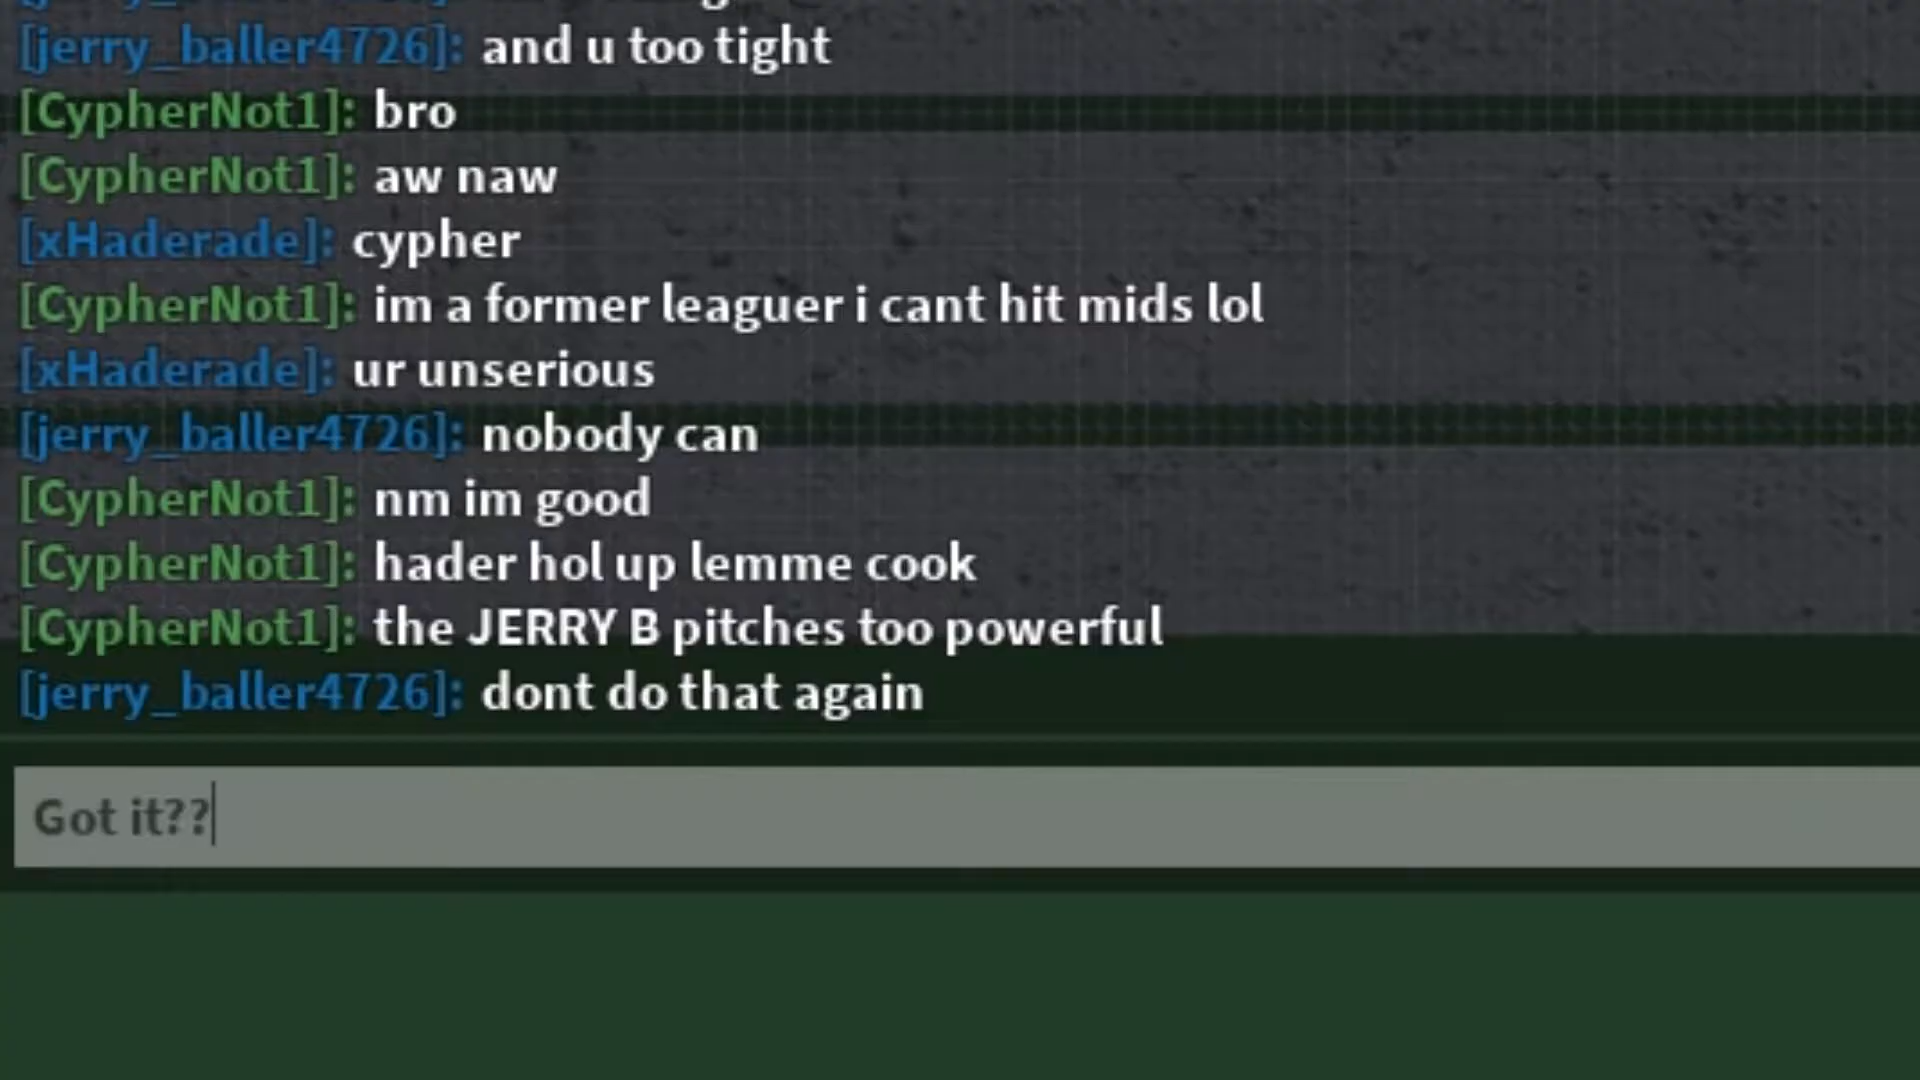 [jerry_baller4726]: and u too tight
[CypherNot1]: bro
[CypherNot1]: aw naw
[xHaderade]: cypher
[CypherNot1]: im a former leaguer i cant hit mids lol
[xHaderade]: ur unserious
[jerry_baller4726]: nobody can
[CypherNot1]: nm im good
[CypherNot1]: hader hol up lemme cook
[CypherNot1]: the JERRY B pitches too powerful
[jerry_baller4726]: dont do that again
Got it??